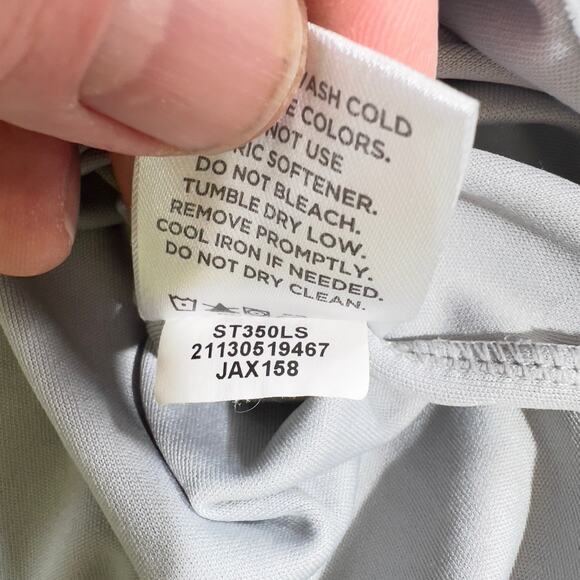 WASH COLD
COLORS.
NOT USE
SOFTENER.
DO NOT BLEACH.
TUMBLE DRY LOW.
REMOVE PROMPTLY.
COOL IRON IF NEEDED.
DO NOT DRY CLEAN.
ST350LS
21130519467
JAX158